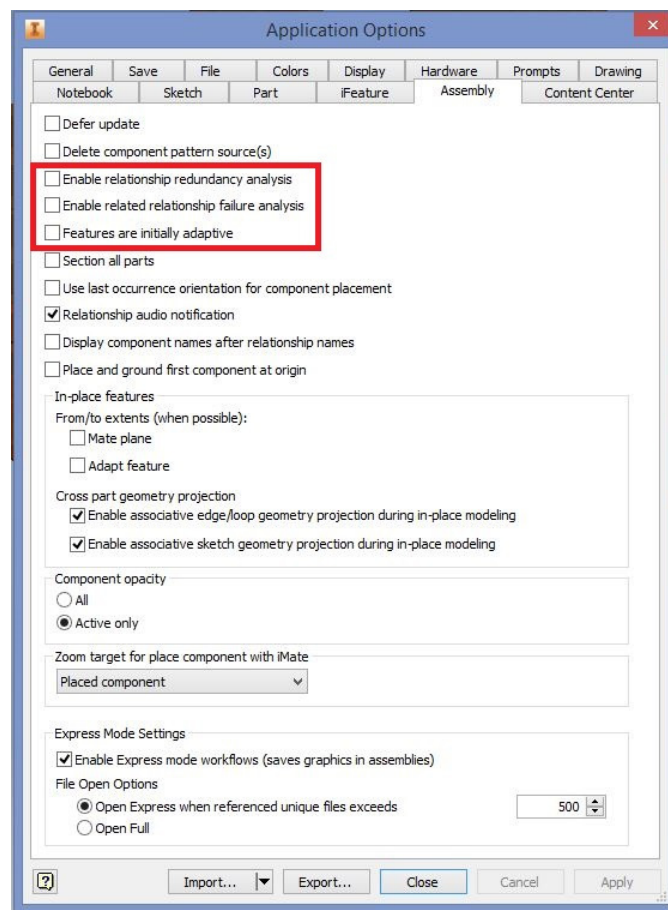 Application Options
General Save File Colors Display Hardware Prompts Drawing
Notebook Sketch Part iFeature Assembly Content Center
Defer update
Delete component pattern source(s)
Enable relationship redundancy analysis
Enable related relationship failure analysis
Features are initially adaptive
Section all parts
Use last occurrence orientation for component placement
Relationship audio notification
Display component names after relationship names
Place and ground first component at origin
In-place features
From/to extents (when possible):
Mate plane
Adapt feature
Cross part geometry projection
Enable associative edge/loop geometry projection during in-place modeling
Enable associative sketch geometry projection during in-place modeling
Component opacity
All
Active only
Zoom target for place component with iMate
Placed component
Express Mode Settings
Enable Express mode workflows (saves graphics in assemblies)
File Open Options
Open Express when referenced unique files exceeds 500
Open Full
Import... Export... Close Cancel Apply